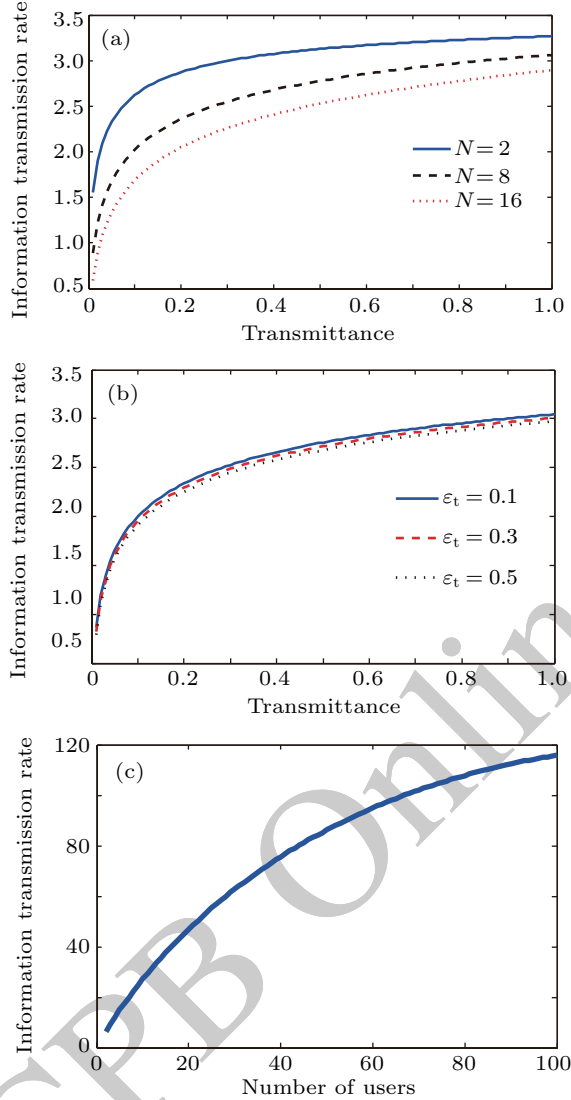 (a)
Information transmission rate
3.5
3.0
2.5
2.0
1.5
1.0
0.5
N = 2
N = 8
N = 16
0 0.2 0.4 0.6 0.8 1.0
Transmittance
(b)
Information transmission rate
3.5
3.0
2.5
2.0
1.5
1.0
0.5
εt = 0.1
εt = 0.3
εt = 0.5
0 0.2 0.4 0.6 0.8 1.0
Transmittance
(c)
Information transmission rate
120
80
40
0
0 20 40 60 80 100
Number of users
CPB Onlin